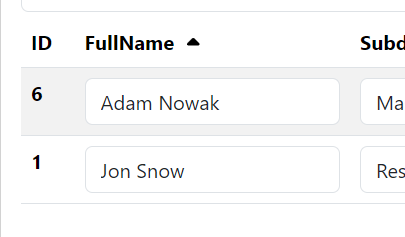 ID FullName Subd
6 Adam Nowak Ma
1 Jon Snow Res